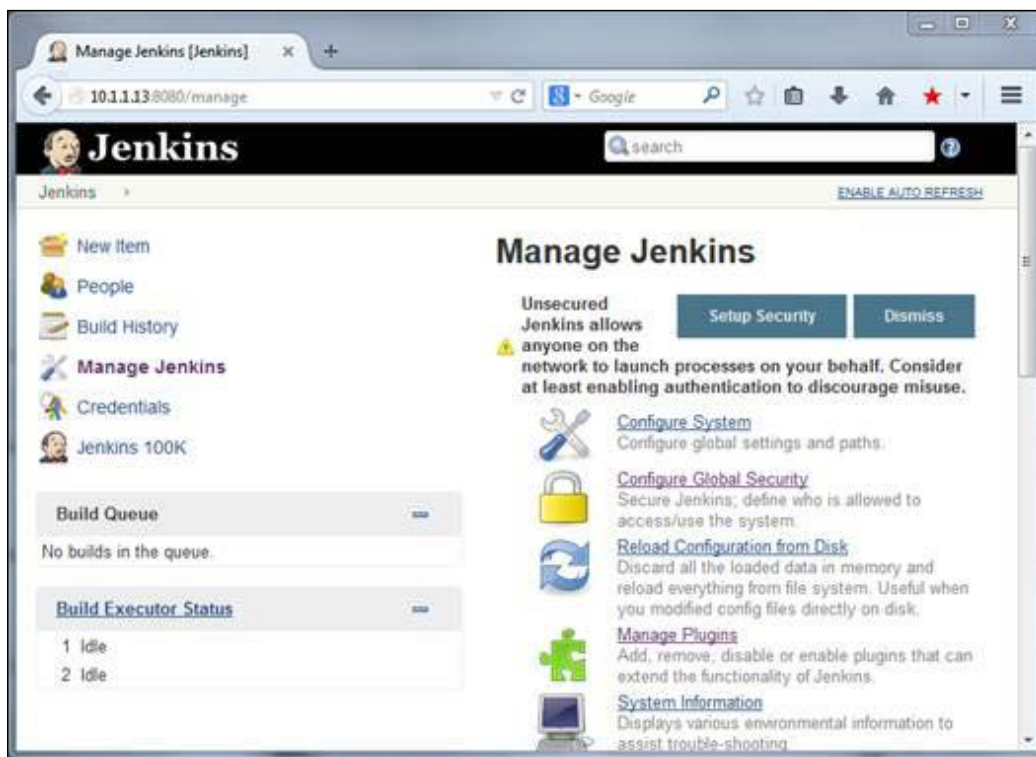 Manage Jenkins [Jenkins]
10.1.1.13:8080/manage
Google
Jenkins
search
Jenkins
ENABLE AUTO REFRESH
New Item
People
Build History
Manage Jenkins
Credentials
Jenkins 100K
Build Queue
No builds in the queue.
Build Executor Status
1 Idle
2 Idle
Manage Jenkins
Unsecured
Jenkins allows
anyone on the
network to launch processes on your behalf. Consider
at least enabling authentication to discourage misuse.
Setup Security
Dismiss
Configure System
Configure global settings and paths.
Configure Global Security
Secure Jenkins; define who is allowed to
access/use the system.
Reload Configuration from Disk
Discard all the loaded data in memory and
reload everything from file system. Useful when
you modified config files directly on disk.
Manage Plugins
Add, remove, disable or enable plugins that can
extend the functionality of Jenkins.
System Information
Displays various environmental information to
assist trouble-shooting